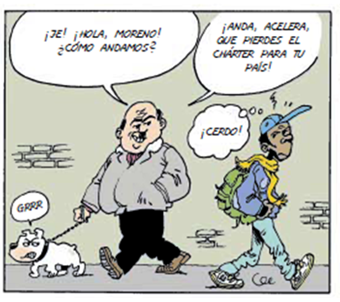 ¡JE! ¡HOLA, MORENO!
¿CÓMO ANDAMOS?
¡ANDA, ACELERA,
QUE PIERDES EL
CHÁRTER PARA TU
PAÍS!
¡CERDO!
GRRR